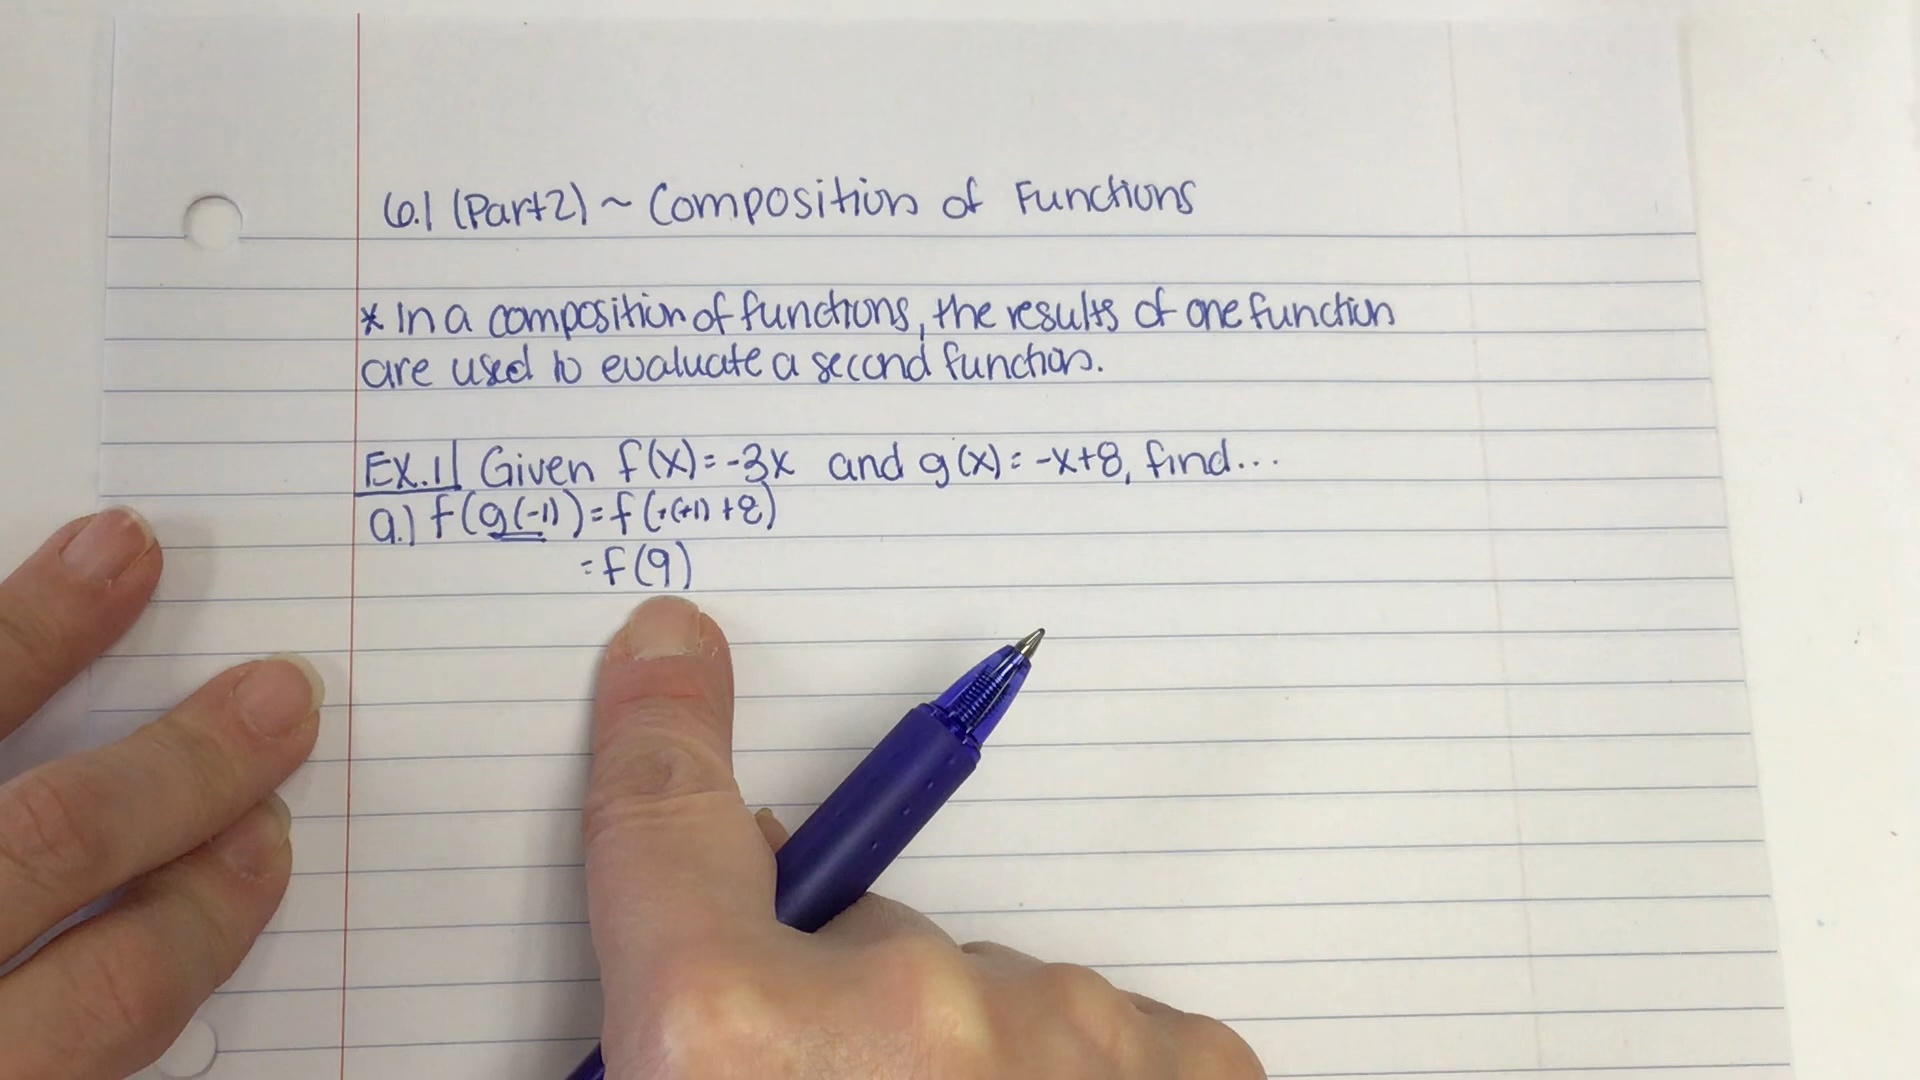 6.1 (Part 2) ~ Composition of Functions
* In a composition of functions, the results of one function
are used to evaluate a second function.
EX.1 Given f(x)=-3x and g(x)=-x+8, find...
a.) f(g(-1))=f(+(+1)+8)
=f(9)